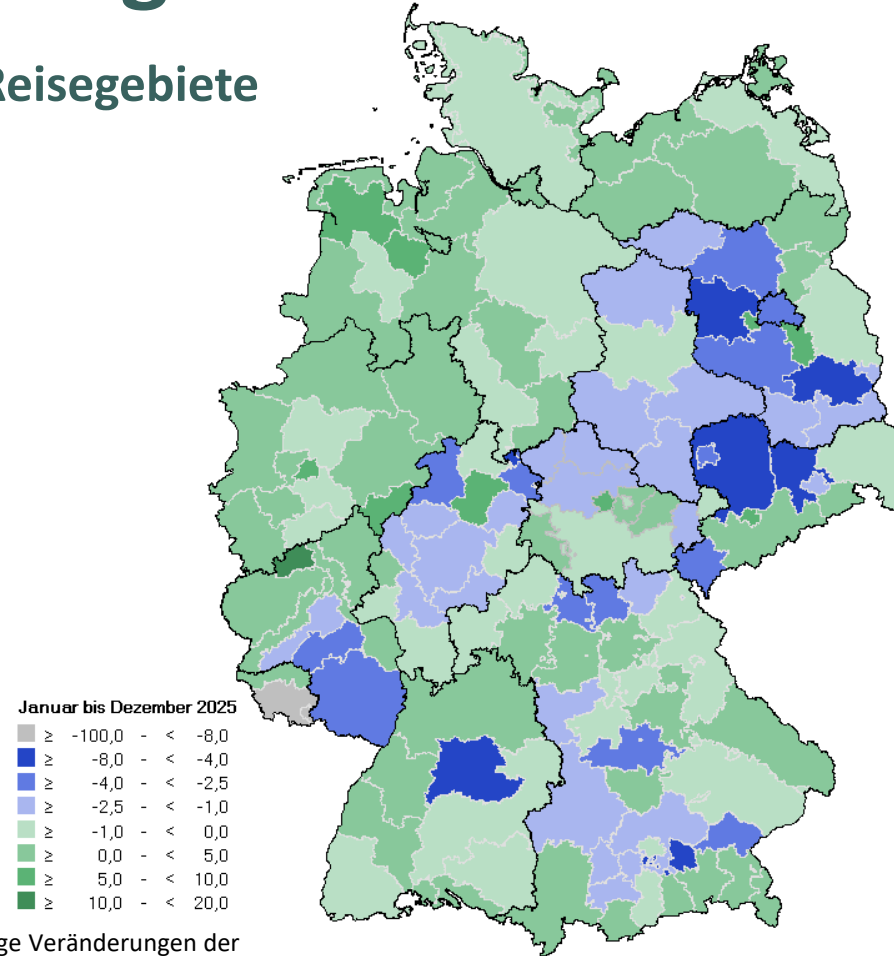 g
Reisegebiete
Januar bis Dezember 2025
≥ -100,0 - < -8,0
≥ -8,0 - < -4,0
≥ -4,0 - < -2,5
≥ -2,5 - < -1,0
≥ -1,0 - < 0,0
≥ 0,0 - < 5,0
≥ 5,0 - < 10,0
≥ 10,0 - < 20,0
ge Veränderungen der